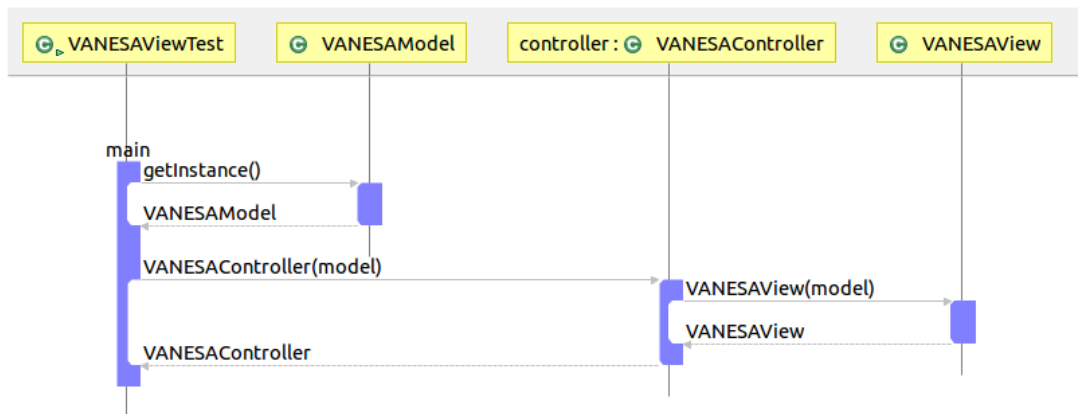 VANESAViewTest
VANESAModel
controller: C VANESAController
VANESAView
main
getInstance()
VANESAModel
VANESAController(model)
VANESAView(model)
VANESAView
VANESAController